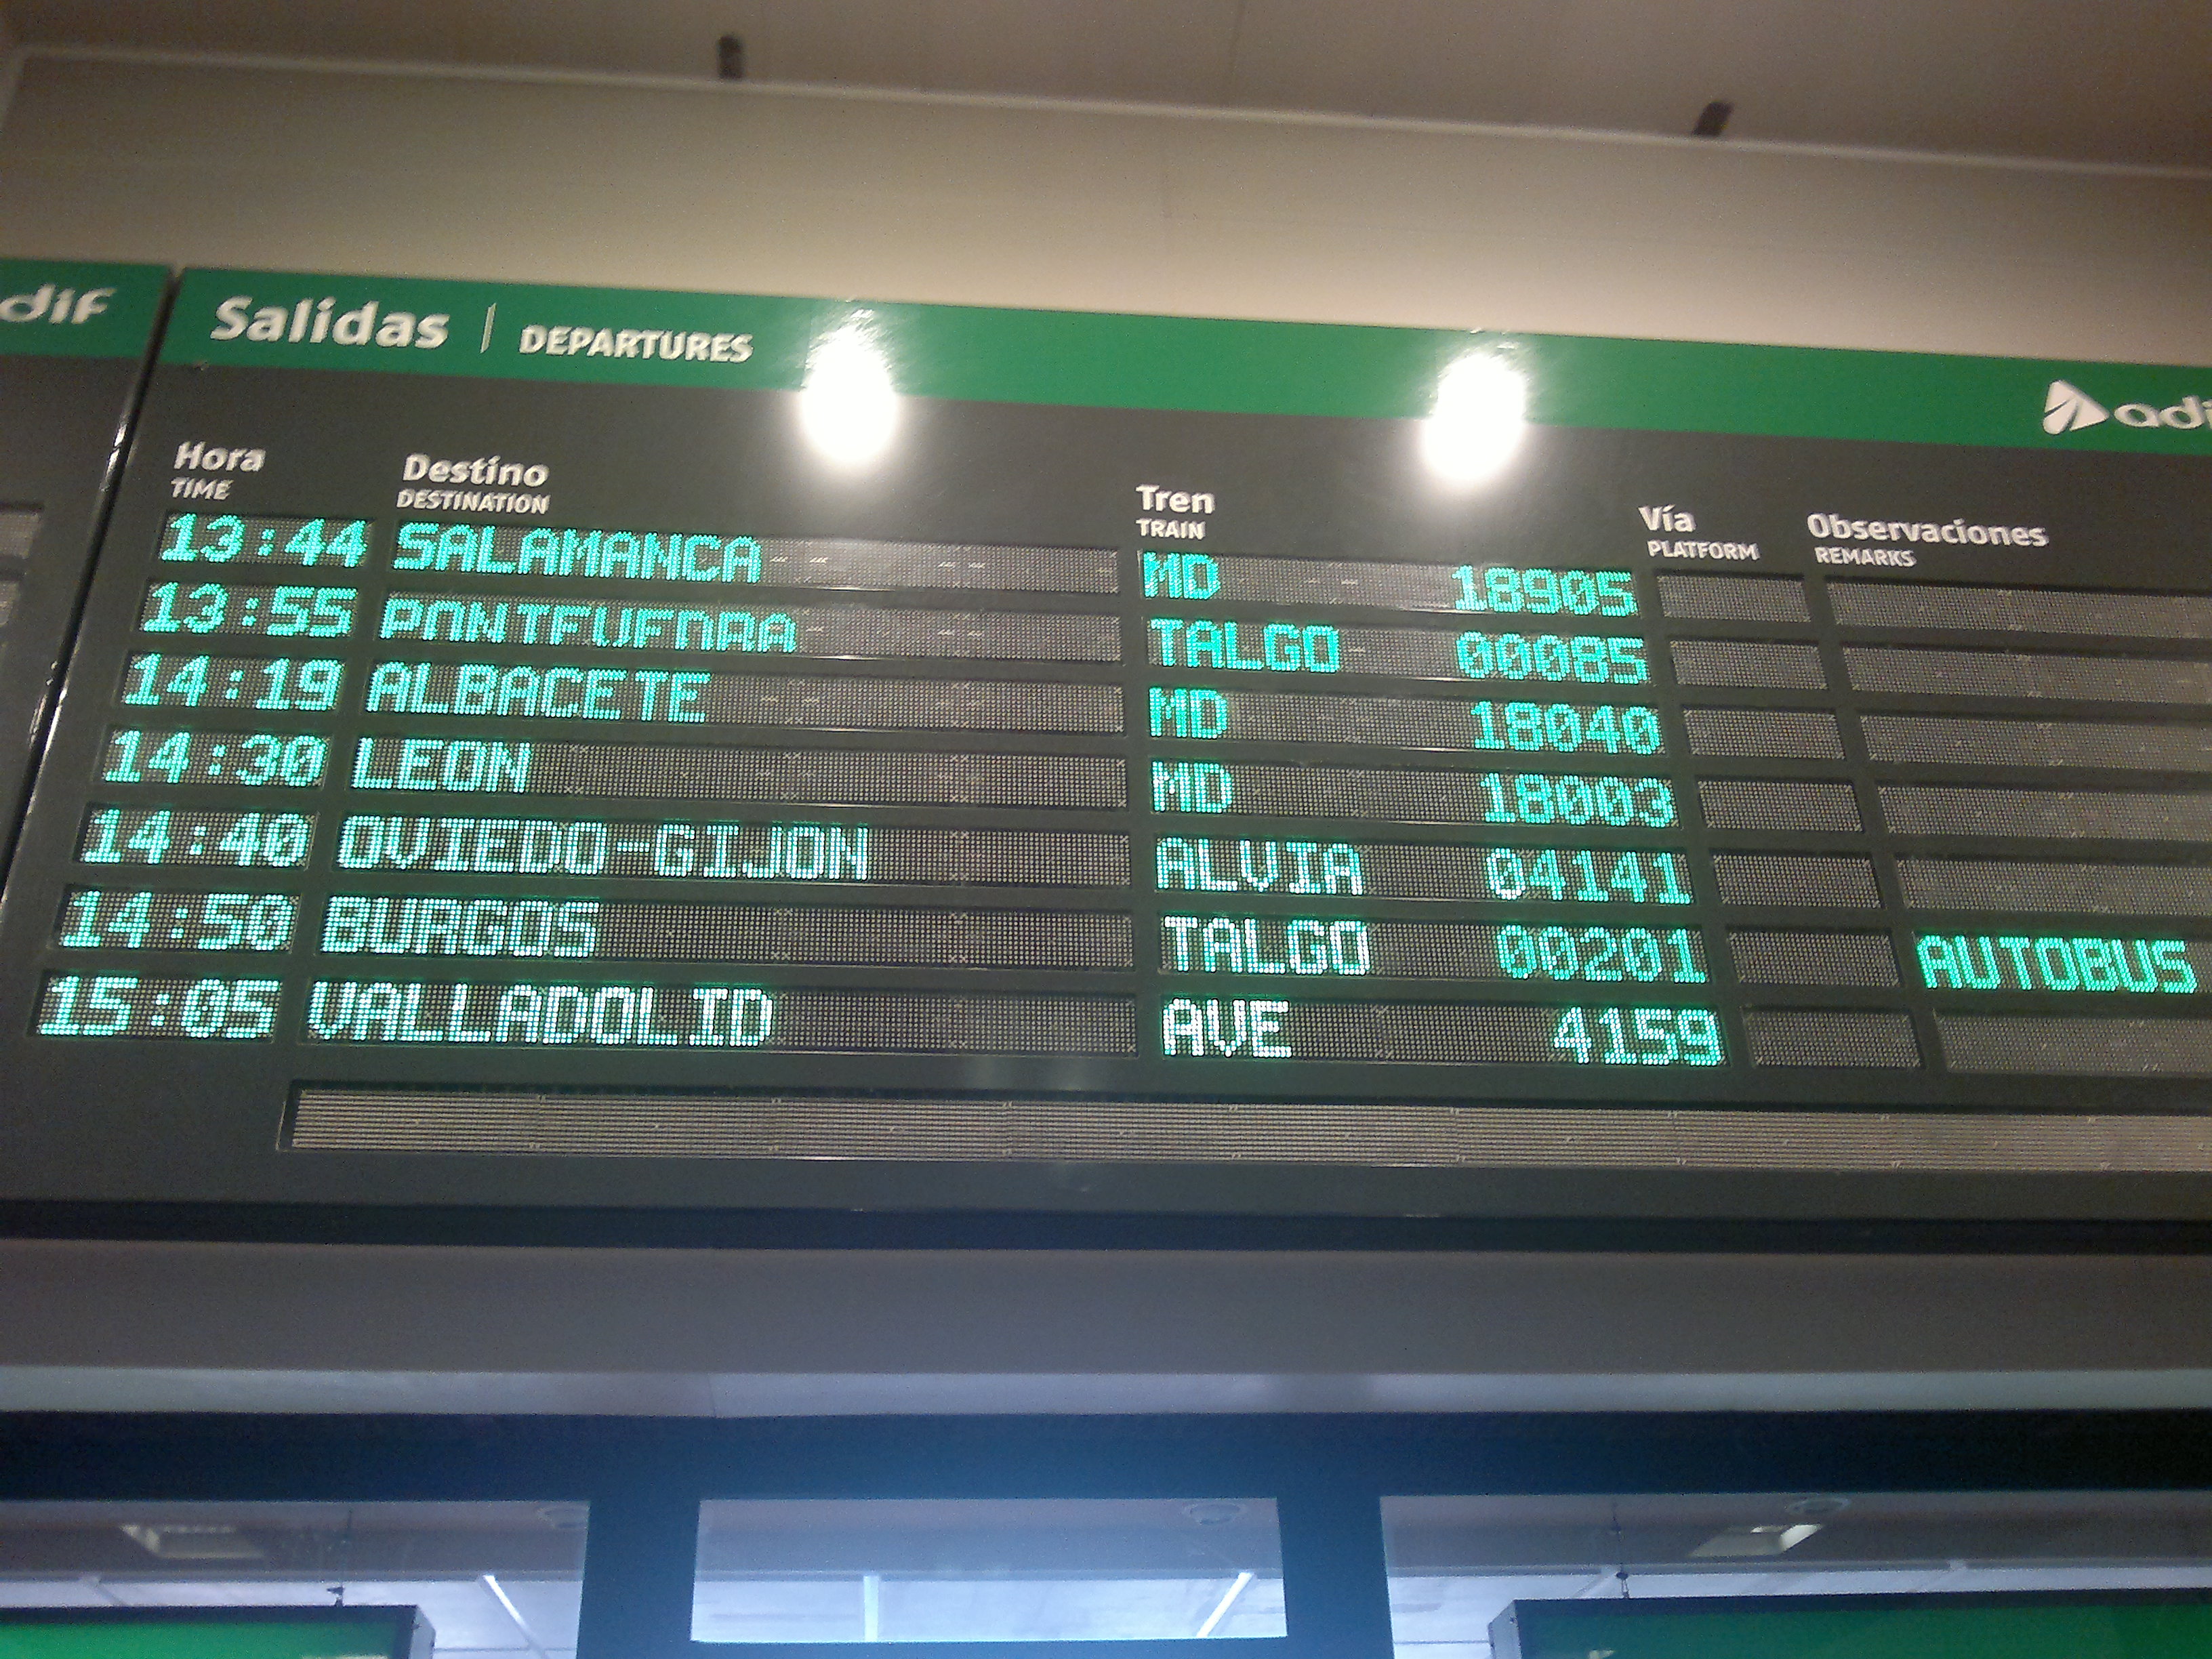 dif
Salidas | DEPARTURES
adi
Hora Destino Tren Vía Observaciones
TIME DESTINATION TRAIN PLATFORM REMARKS
13:44 SALAMANCA MD 18905
13:55 PONTEVEDRA TALGO 00085
14:19 ALBACETE MD 18040
14:30 LEON MD 18003
14:40 OVIEDO-GIJON ALVIA 04141
14:50 BURGOS TALGO 00201 AUTOBUS
15:05 VALLADOLID AVE 4159